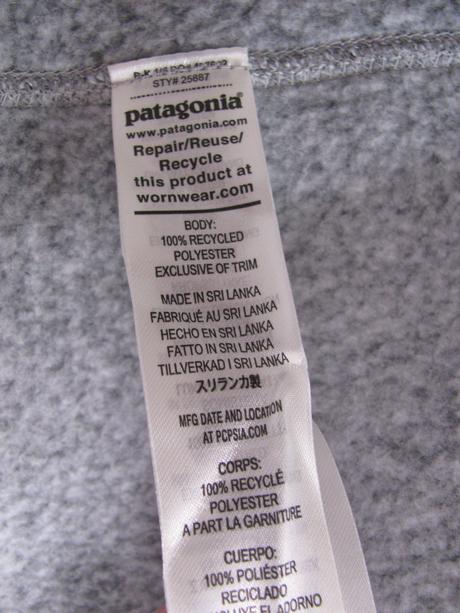 STY# 25887
patagonia®
www.patagonia.com
Repair/Reuse/
Recycle
this product at
wornwear.com
BODY:
100% RECYCLED
POLYESTER
EXCLUSIVE OF TRIM
MADE IN SRI LANKA
FABRIQUÉ AU SRI LANKA
HECHO EN SRI LANKA
FATTO IN SRI LANKA
TILLVERKAD I SRI LANKA
スリランカ製
MFG DATE AND LOCATION
AT PCPSIA.COM
CORPS:
100% RECYCLÉ
POLYESTER
A PART LA GARNITURE
CUERPO:
100% POLIÉSTER
RECICLADO
EL ADORNO